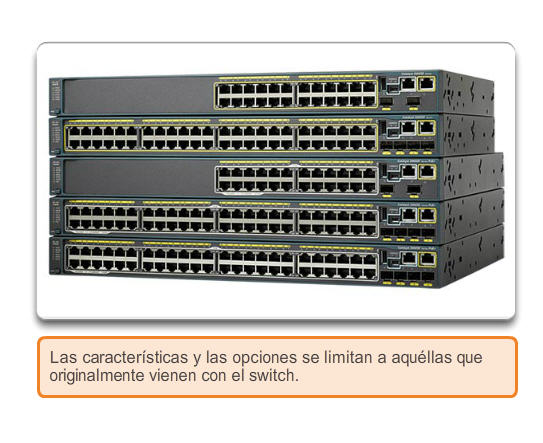 Las características y las opciones se limitan a aquéllas que
originalmente vienen con el switch.